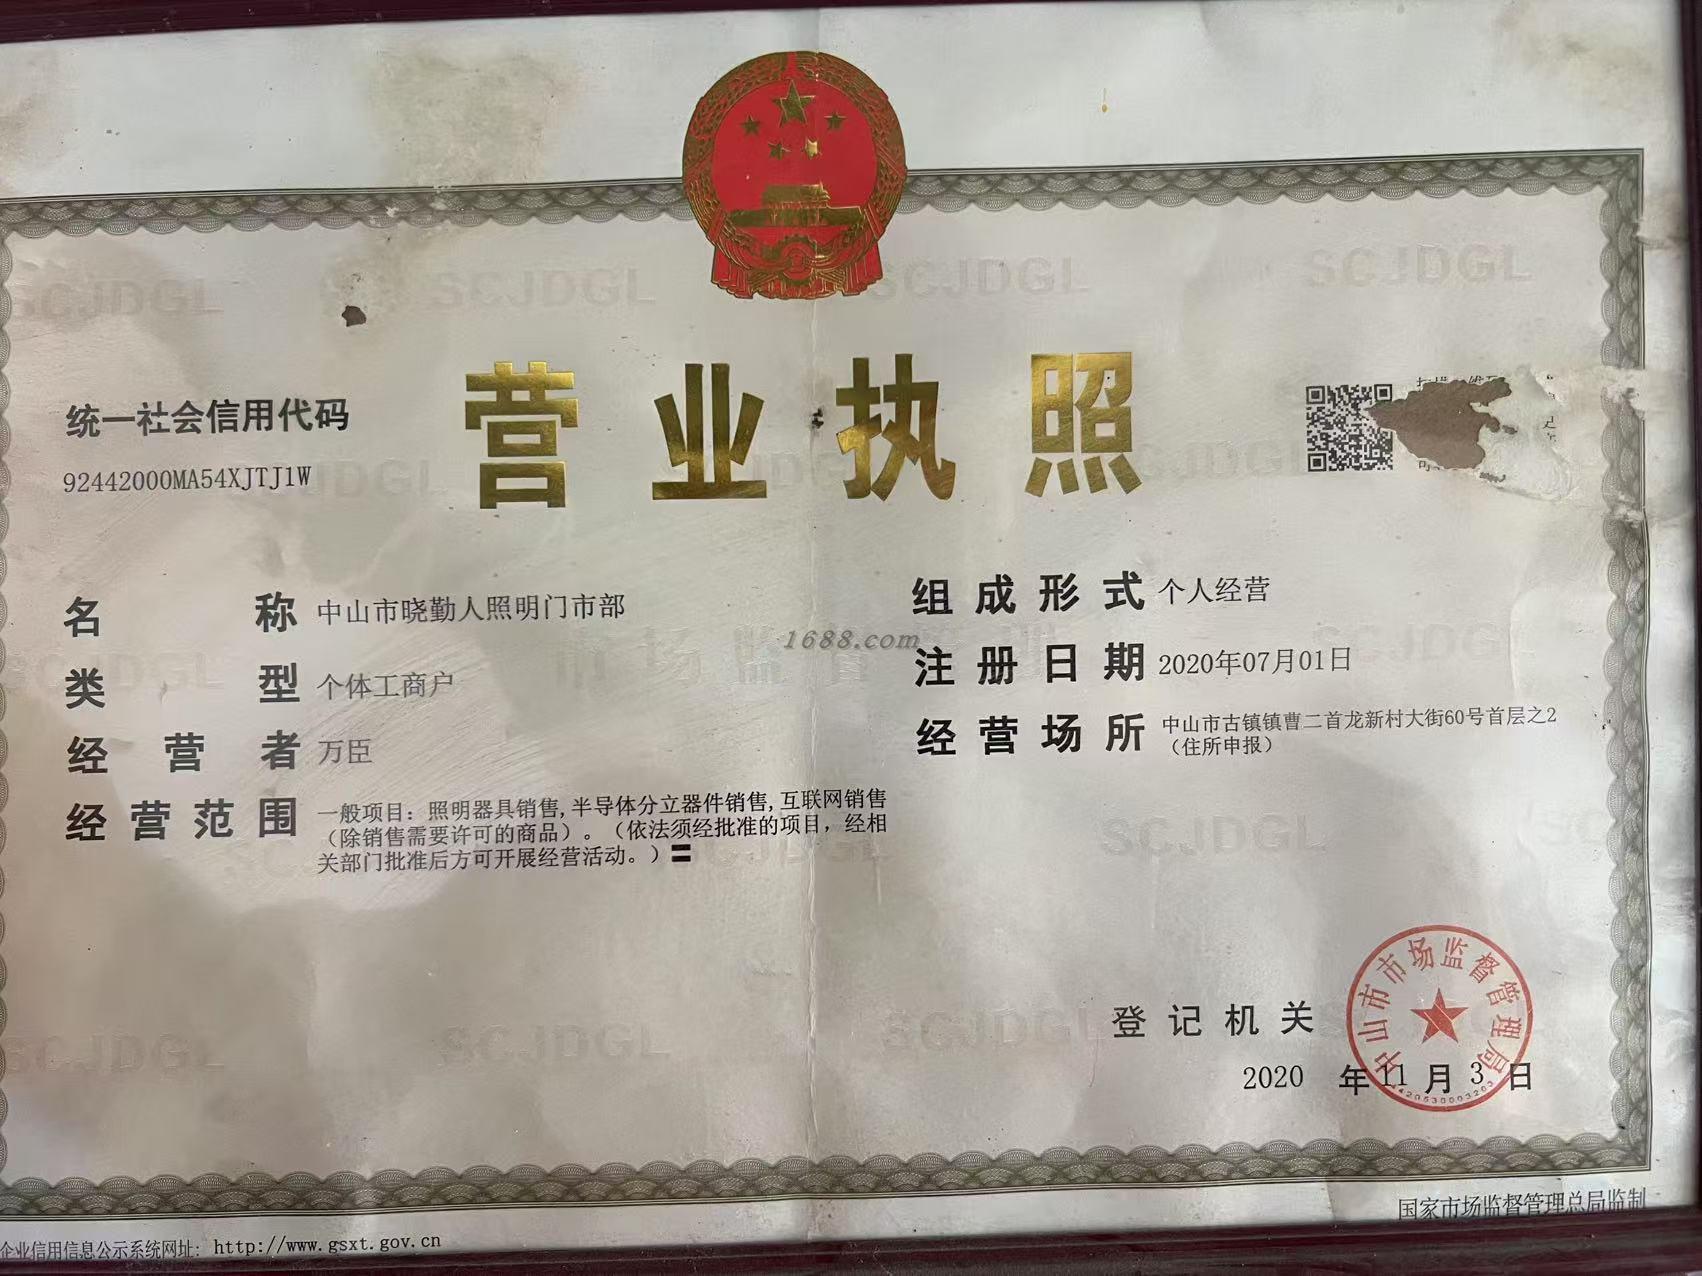 SCJDGL SCJDGL SCJDGL SCJDGL
营业执照
统一社会信用代码
92442000MA54XJTJ1W
名 称 中山市晓勤人照明门市部
类 型 个体工商户
经 营 者 万臣
经 营 范 围 一般项目：照明器具销售,半导体分立器件销售,互联网销售
（除销售需要许可的商品）。（依法须经批准的项目，经相
关部门批准后方可开展经营活动。）〓
1688.com
组 成 形 式 个人经营
注 册 日 期 2020年07月01日
经 营 场 所 中山市古镇镇曹二首龙新村大街60号首层之2
（住所申报）
登 记 机 关
中山市市场监督管理局
2020 年 11 月 3 日
国家市场监督管理总局监制
企业信用信息公示系统网址：http://www.gsxt.gov.cn